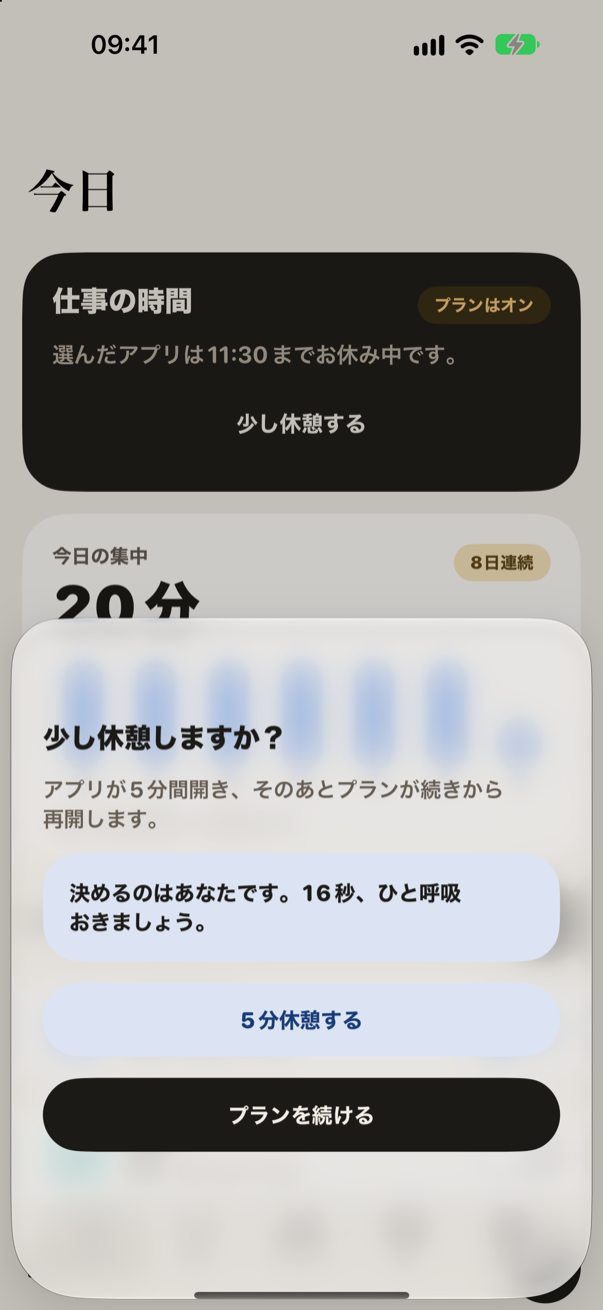 09:41
今日
仕事の時間
プランはオン
選んだアプリは11:30 までお休み中です。
少し休憩する
今日の集中
8日連続
20 分
少し休憩しますか？
アプリが5分間開き、そのあとプランが続きから
再開します。
決めるのはあなたです。16 秒、ひと呼吸
おきましょう。
5 分休憩する
プランを続ける